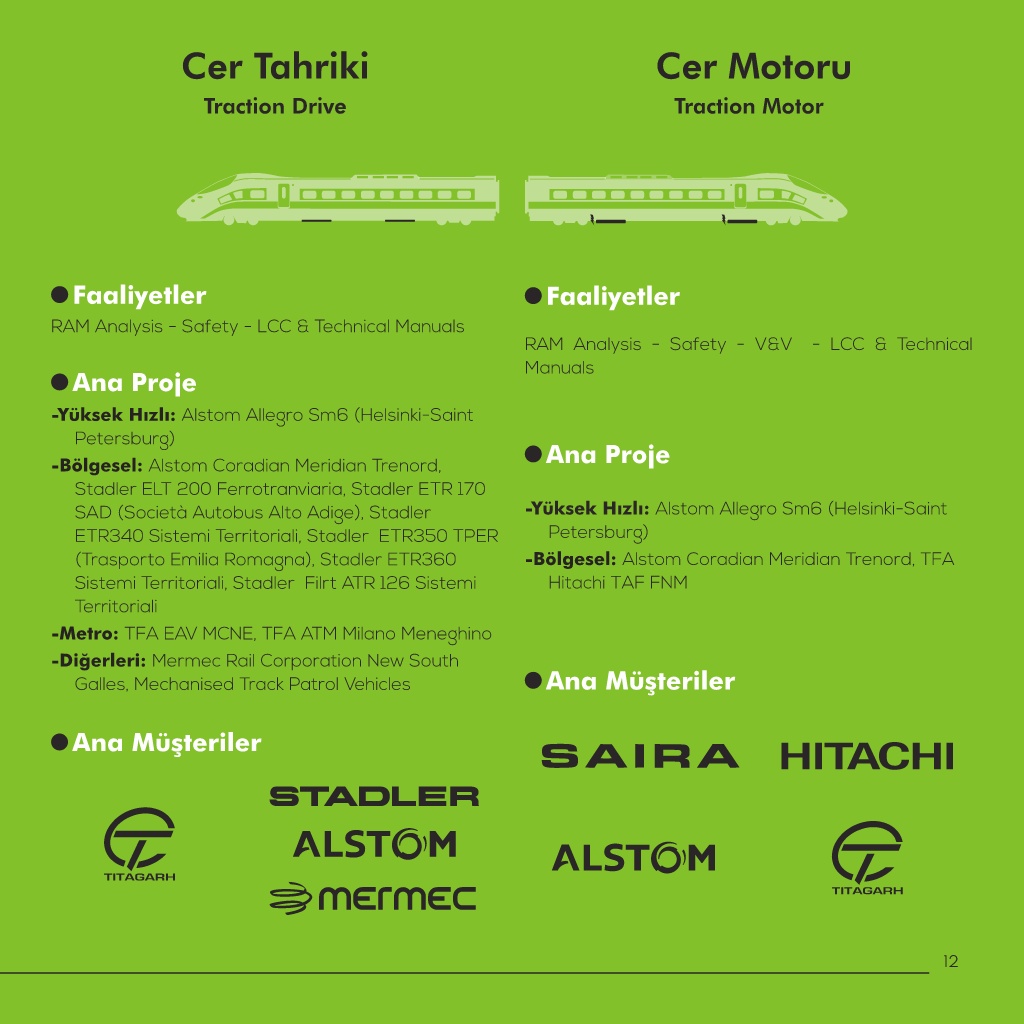 Cer Tahriki
Traction Drive
● Faaliyetler
RAM Analysis - Safety - LCC & Technical Manuals
● Ana Proje
-Yüksek Hızlı: Alstom Allegro Sm6 (Helsinki-Saint
Petersburg)
-Bölgesel: Alstom Coradian Meridian Trenord,
Stadler ELT 200 Ferrotranviaria, Stadler ETR 170
SAD (Società Autobus Alto Adige), Stadler
ETR340 Sistemi Territoriali, Stadler ETR350 TPER
(Trasporto Emilia Romagna), Stadler ETR360
Sistemi Territoriali, Stadler Filrt ATR 126 Sistemi
Territoriali
-Metro: TFA EAV MCNE, TFA ATM Milano Meneghino
-Diğerleri: Mermec Rail Corporation New South
Galles, Mechanised Track Patrol Vehicles
● Ana Müşteriler
TITAGARH
STADLER
ALSTOM
mermec
Cer Motoru
Traction Motor
● Faaliyetler
RAM Analysis - Safety - V&V - LCC & Technical
Manuals
● Ana Proje
-Yüksek Hızlı: Alstom Allegro Sm6 (Helsinki-Saint
Petersburg)
-Bölgesel: Alstom Coradian Meridian Trenord, TFA
Hitachi TAF FNM
● Ana Müşteriler
SAIRA
HITACHI
ALSTOM
TITAGARH
12